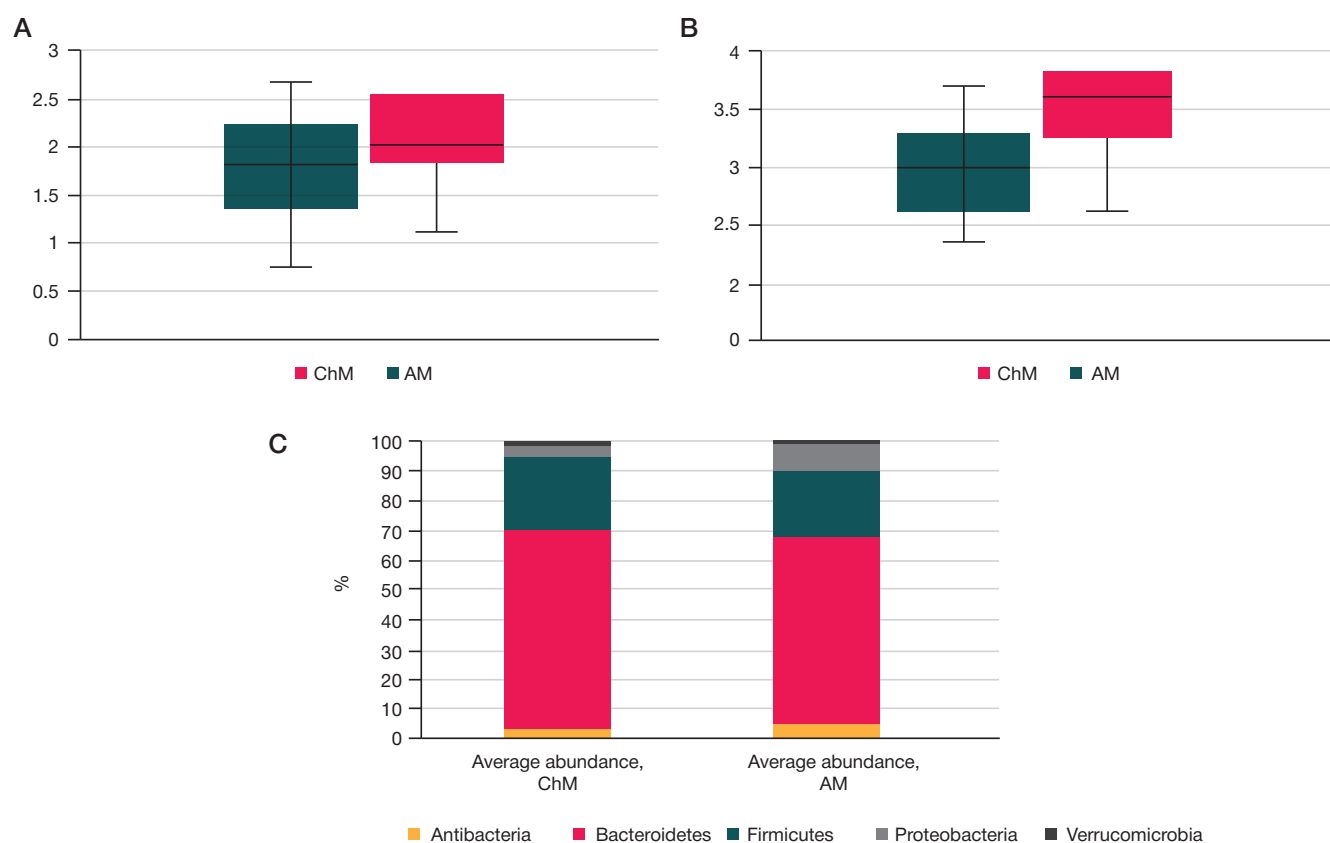 A
3
2.5
2
1.5
1
0.5
0
ChM AM
B
4
3.5
3
2.5
2
0
ChM AM
C
%
100
90
80
70
60
50
40
30
20
10
0
Average abundance,
ChM
Average abundance,
AM
Antibacteria Bacteroidetes Firmicutes Proteobacteria Verrucomicrobia